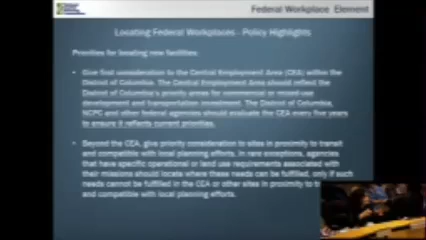 Federal Workplace Element
Locating Federal Workplaces - Policy Highlights
Priorities for locating new facilities:
• Give first consideration to the Central Employment Area (CEA) within the
District of Columbia. The Central Employment Area should reflect the
District of Columbia's priority areas for commercial or mixed-use
development and transportation investment. The District of Columbia,
NCPC and other federal agencies should evaluate the CEA every five years
to ensure it reflects current priorities.
• Beyond the CEA, give priority consideration to sites in proximity to transit
and compatible with local planning efforts. In rare exceptions, agencies
that have specific operational or land use requirements associated with
their missions should locate where these needs can be fulfilled, only if such
needs cannot be fulfilled in the CEA or other sites in proximity to
and compatible with local planning efforts.